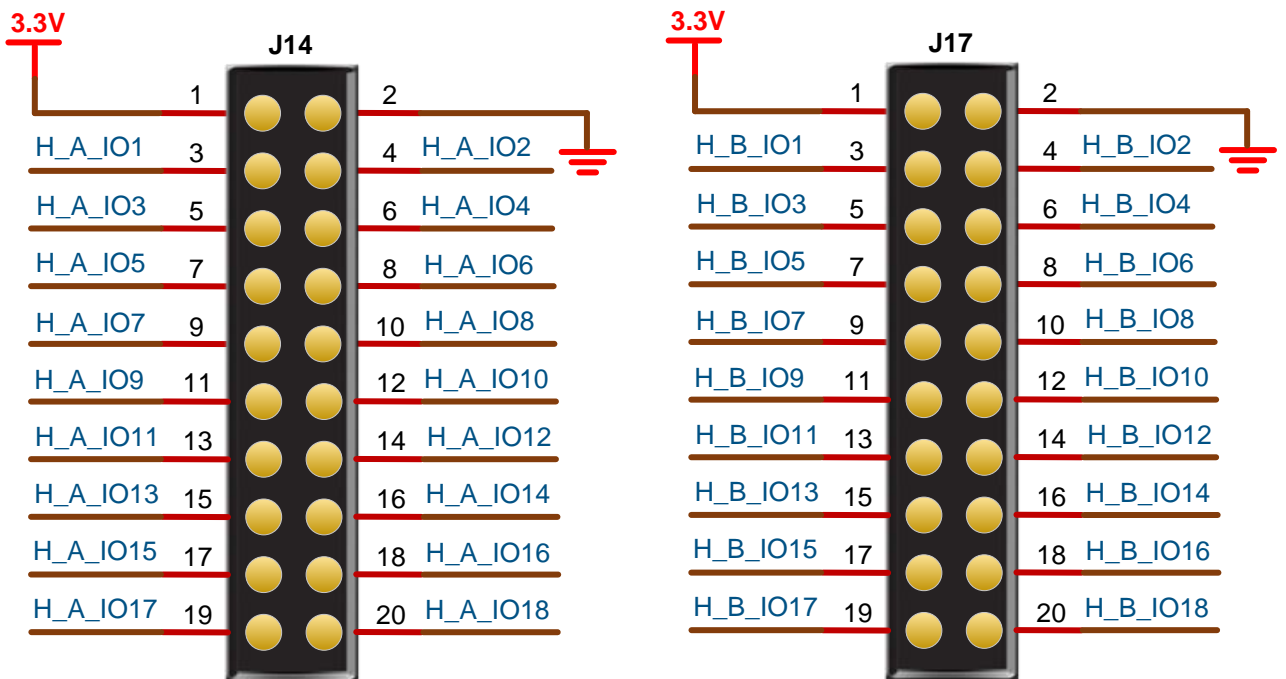 3.3V
J14
1 2
H_A_IO1 3 4 H_A_IO2
H_A_IO3 5 6 H_A_IO4
H_A_IO5 7 8 H_A_IO6
H_A_IO7 9 10 H_A_IO8
H_A_IO9 11 12 H_A_IO10
H_A_IO11 13 14 H_A_IO12
H_A_IO13 15 16 H_A_IO14
H_A_IO15 17 18 H_A_IO16
H_A_IO17 19 20 H_A_IO18
3.3V
J17
1 2
H_B_IO1 3 4 H_B_IO2
H_B_IO3 5 6 H_B_IO4
H_B_IO5 7 8 H_B_IO6
H_B_IO7 9 10 H_B_IO8
H_B_IO9 11 12 H_B_IO10
H_B_IO11 13 14 H_B_IO12
H_B_IO13 15 16 H_B_IO14
H_B_IO15 17 18 H_B_IO16
H_B_IO17 19 20 H_B_IO18